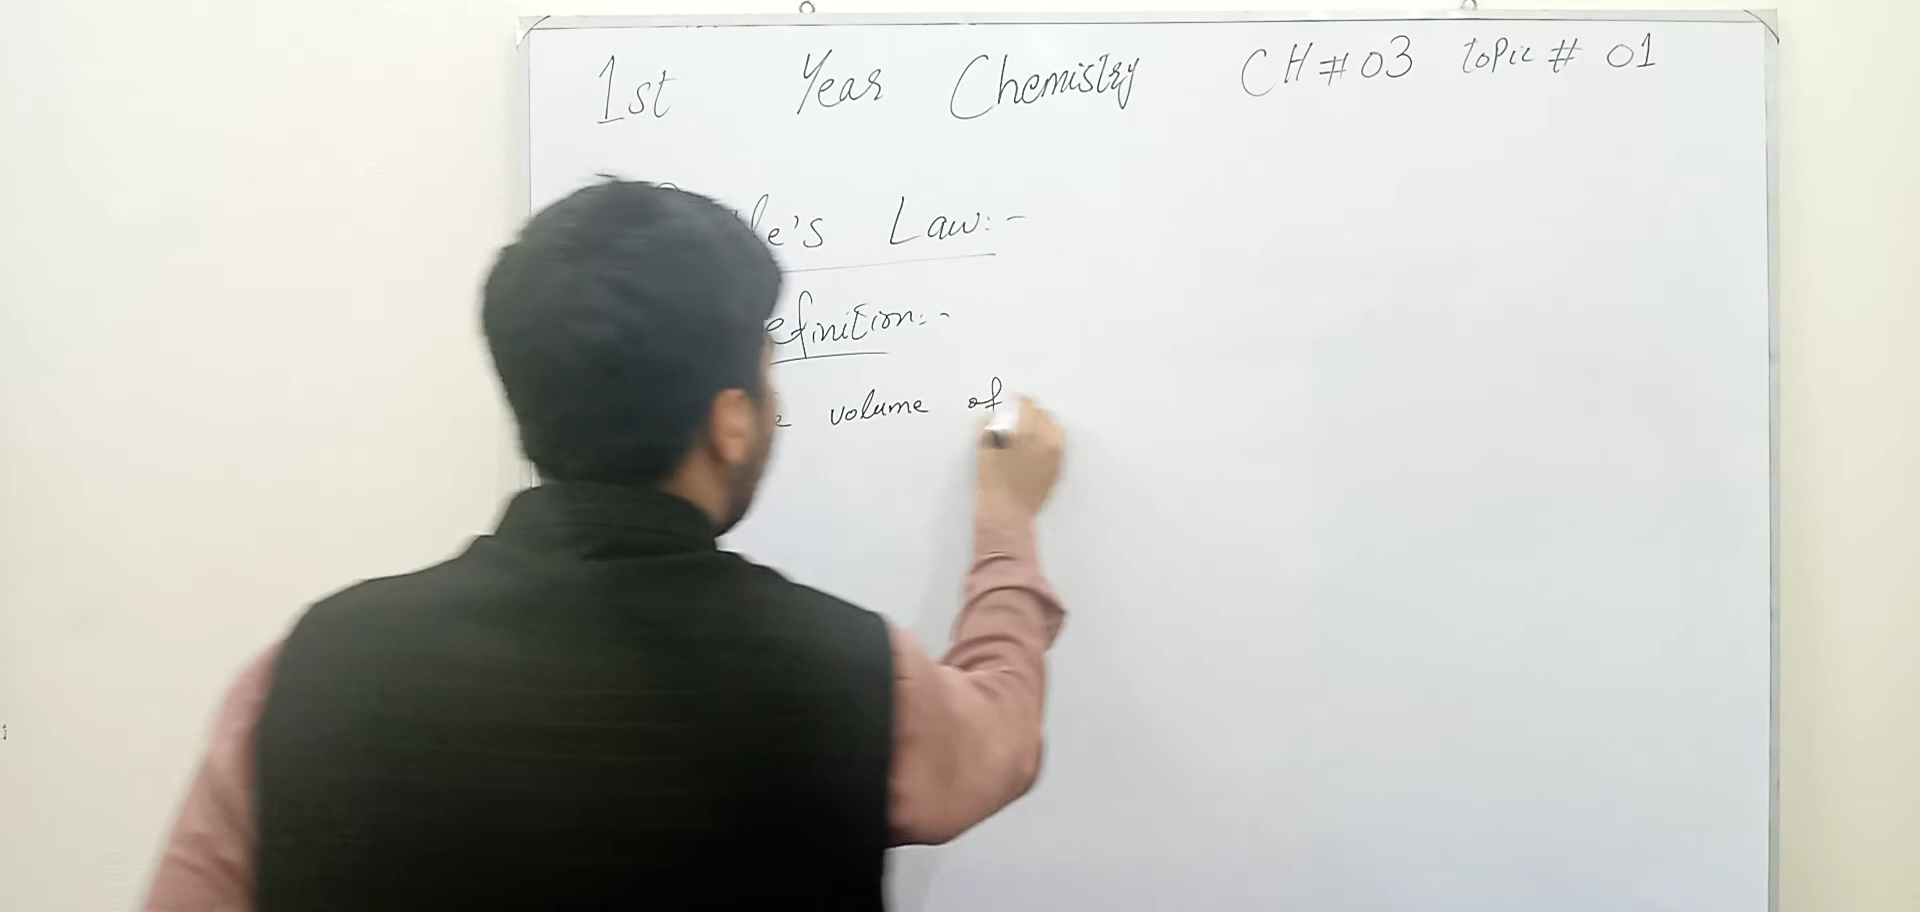 1st Year Chemistry CH # 03 topic # 01
le's Law:-
efinition:-
e volume of